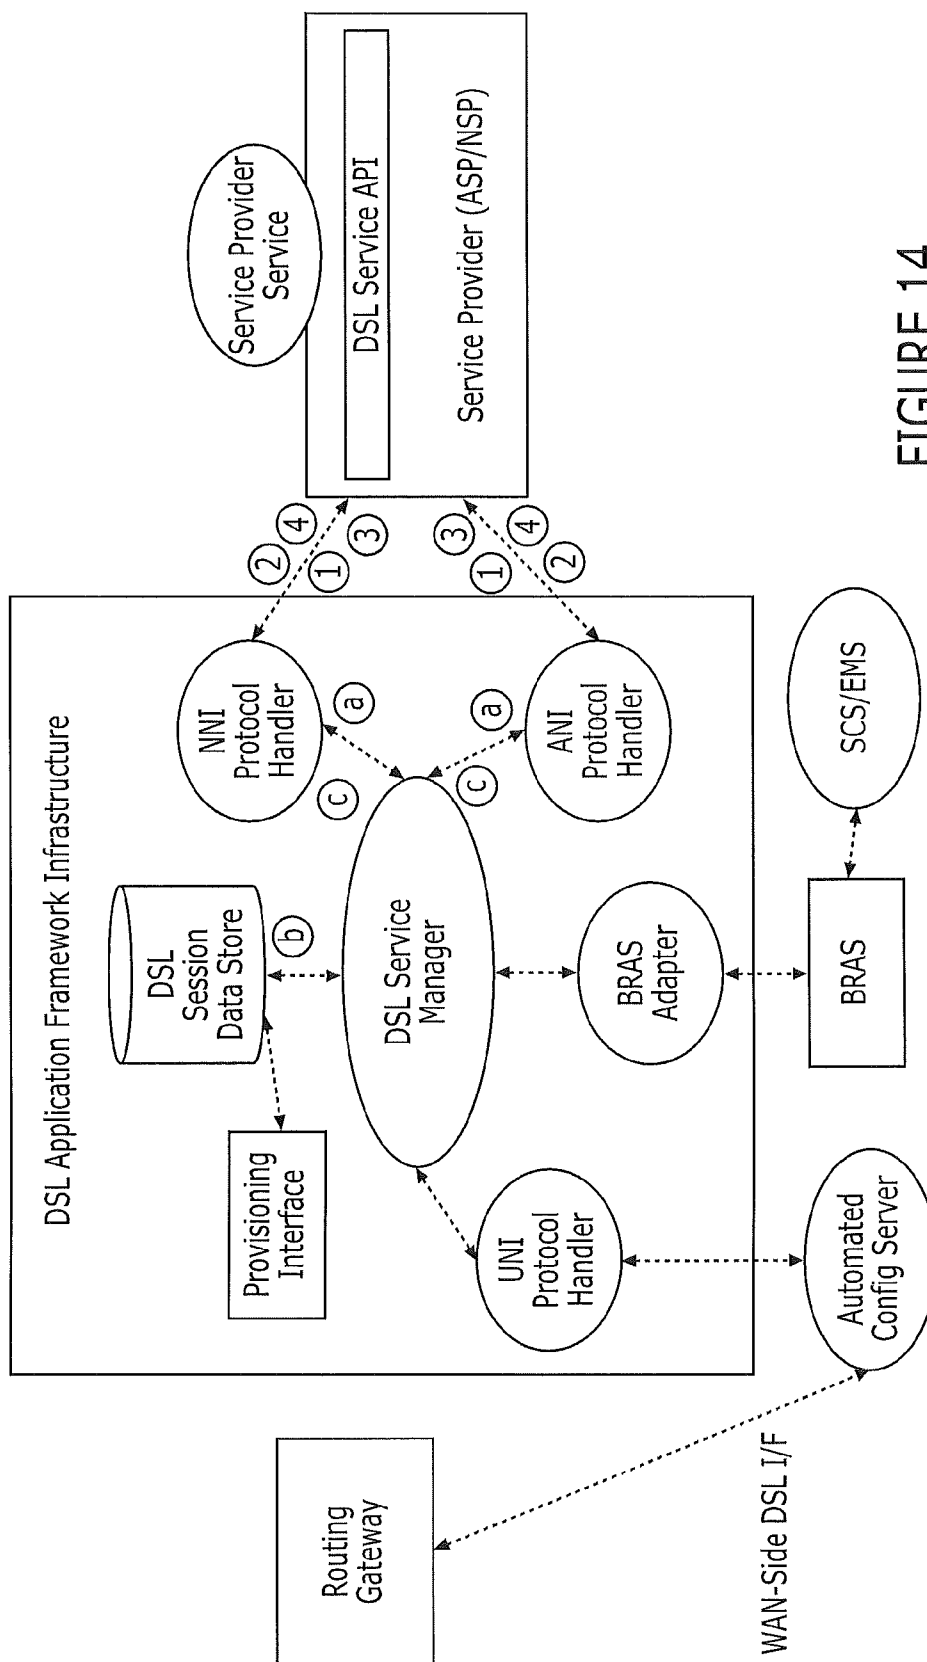 DSL Application Framework Infrastructure
Service Provider
Service
DSL Service API
Service Provider (ASP/NSP)
DSL
Session
Data Store
b
Provisioning
Interface
NNI
Protocol
Handler
2
4
1
3
a
c
DSL Service
Manager
a
c
3
1
4
2
ANI
Protocol
Handler
UNI
Protocol
Handler
BRAS
Adapter
Routing
Gateway
WAN-Side DSL I/F
Automated
Config Server
BRAS
SCS/EMS
FIGURE 14